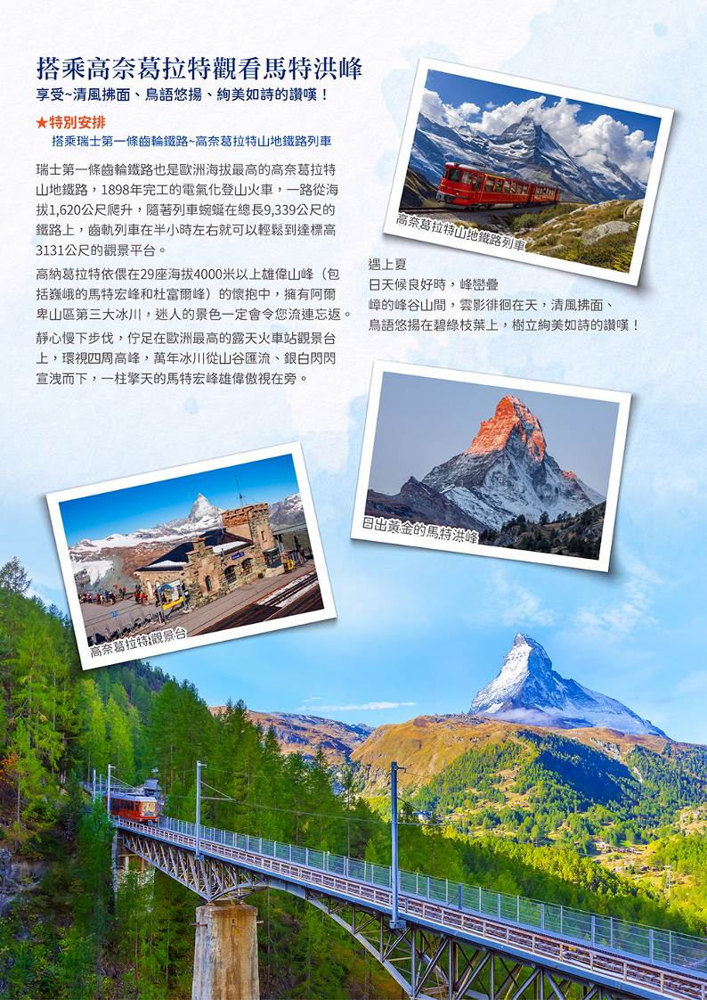 搭乘高奈葛拉特觀看馬特洪峰
享受~清風拂面、鳥語悠揚、絢美如詩的讚嘆！
★特別安排
搭乘瑞士第一條齒輪鐵路~高奈葛拉特山地鐵路列車
瑞士第一條齒輪鐵路也是歐洲海拔最高的高奈葛拉特
山地鐵路，1898年完工的電氣化登山火車，一路從海
拔1,620公尺爬升，隨著列車蜿蜒在總長9,339公尺的
鐵路上，齒軌列車在半小時左右就可以輕鬆到達標高
3131公尺的觀景平台。
高納葛拉特依偎在29座海拔4000米以上雄偉山峰（包
括巍峨的馬特宏峰和杜富爾峰）的懷抱中，擁有阿爾
卑山區第三大冰川，迷人的景色一定會令您流連忘返。
靜心慢下步伐，佇足在歐洲最高的露天火車站觀景台
上，環視四周高峰，萬年冰川從山谷匯流、銀白閃閃
宣洩而下，一柱擎天的馬特宏峰雄偉傲視在旁。
高奈葛拉特山地鐵路列車
遇上夏
日天候良好時，峰巒疊
嶂的峰谷山間，雲影徘徊在天，清風拂面、
鳥語悠揚在碧綠枝葉上，樹立絢美如詩的讚嘆！
日出黃金的馬特洪峰
高奈葛拉特觀景台